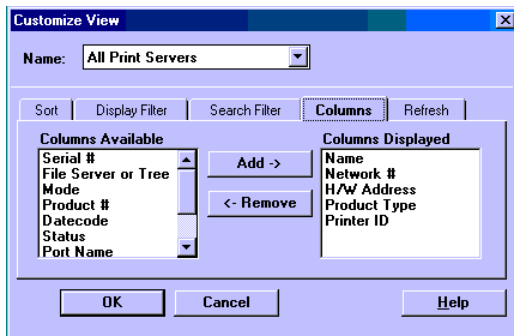 Customize View
Name: All Print Servers
Sort Display Filter Search Filter Columns Refresh
Columns Available
Serial #
File Server or Tree
Mode
Product #
Datecode
Status
Port Name
Add ->
<- Remove
Columns Displayed
Name
Network #
H/W Address
Product Type
Printer ID
OK Cancel Help